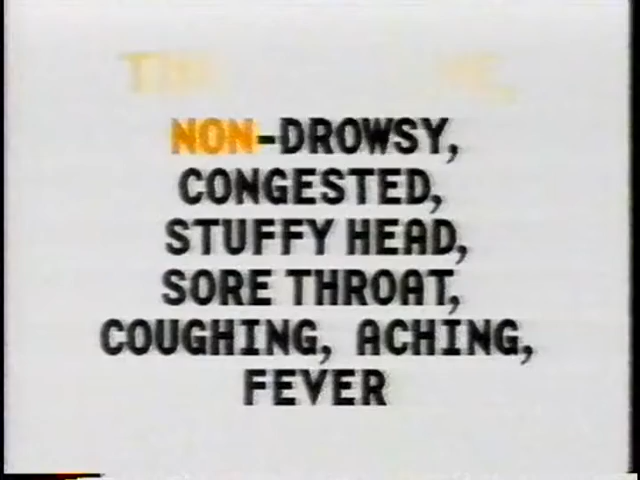 NON-DROWSY,
CONGESTED,
STUFFY HEAD,
SORE THROAT,
COUGHING, ACHING,
FEVER